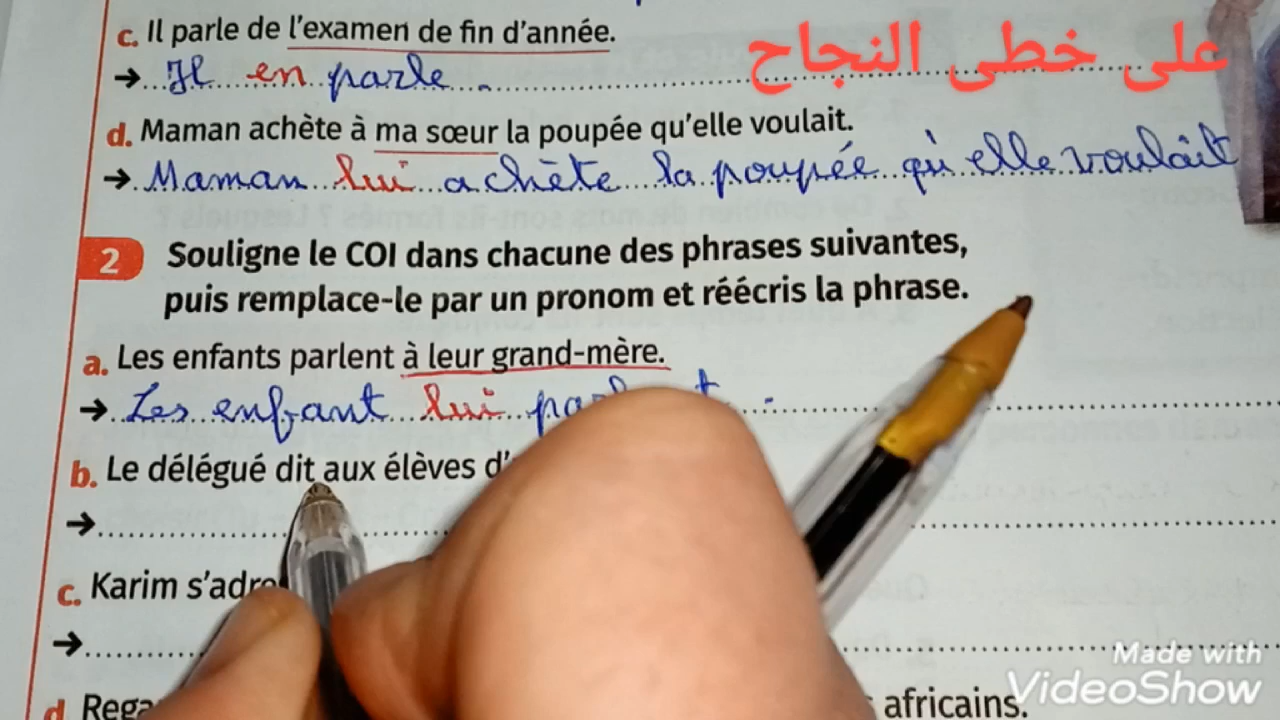 c. Il parle de l'examen de fin d'année.
على خطى النجاح
→ Il en parle.
d. Maman achète à ma sœur la poupée qu'elle voulait.
→ Maman lui achète la poupée qu'elle voulait
2 Souligne le COI dans chacune des phrases suivantes,
puis remplace-le par un pronom et réécris la phrase.
a. Les enfants parlent à leur grand-mère.
→ Les enfant lui
b. Le délégué dit aux élèves d'
→
c. Karim s'adre
→
d. Rega africains.
Made with
VideoShow